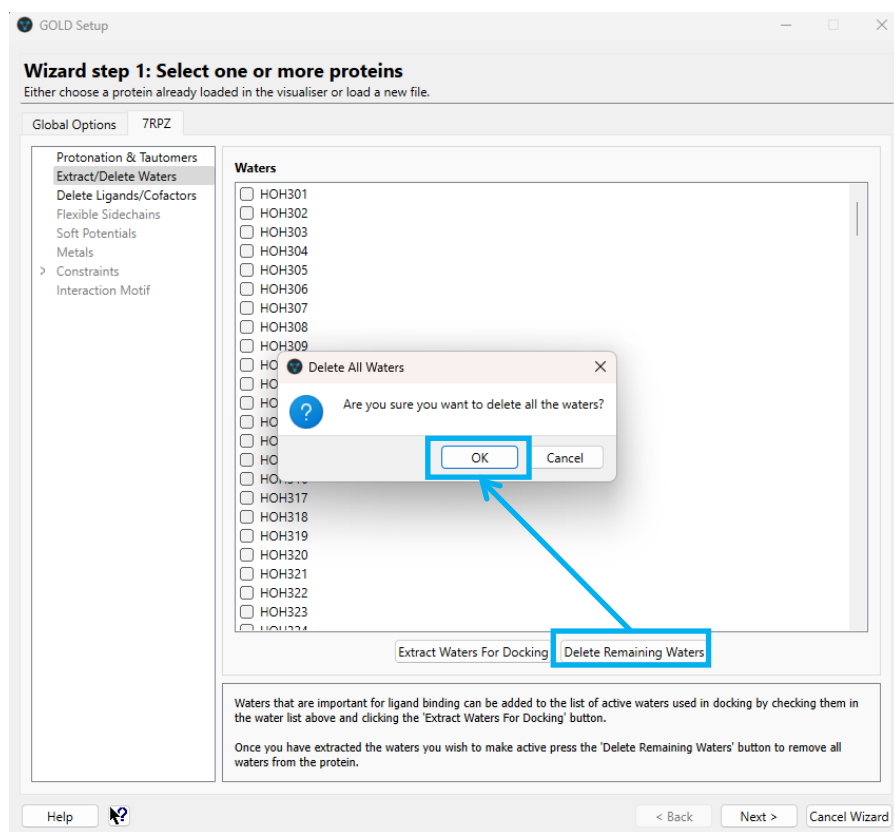 GOLD Setup
Wizard step 1: Select one or more proteins
Either choose a protein already loaded in the visualiser or load a new file.
Global Options 7RPZ
Protonation & Tautomers
Extract/Delete Waters
Delete Ligands/Cofactors
Flexible Sidechains
Soft Potentials
Metals
> Constraints
Interaction Motif
Waters
HOH301
HOH302
HOH303
HOH304
HOH305
HOH306
HOH307
HOH308
HOH309
Delete All Waters
Are you sure you want to delete all the waters?
OK Cancel
HOH317
HOH318
HOH319
HOH320
HOH321
HOH322
HOH323
HOH324
Extract Waters For Docking Delete Remaining Waters
Waters that are important for ligand binding can be added to the list of active waters used in docking by checking them in
the water list above and clicking the 'Extract Waters For Docking' button.
Once you have extracted the waters you wish to make active press the 'Delete Remaining Waters' button to remove all
waters from the protein.
Help ? < Back Next > Cancel Wizard